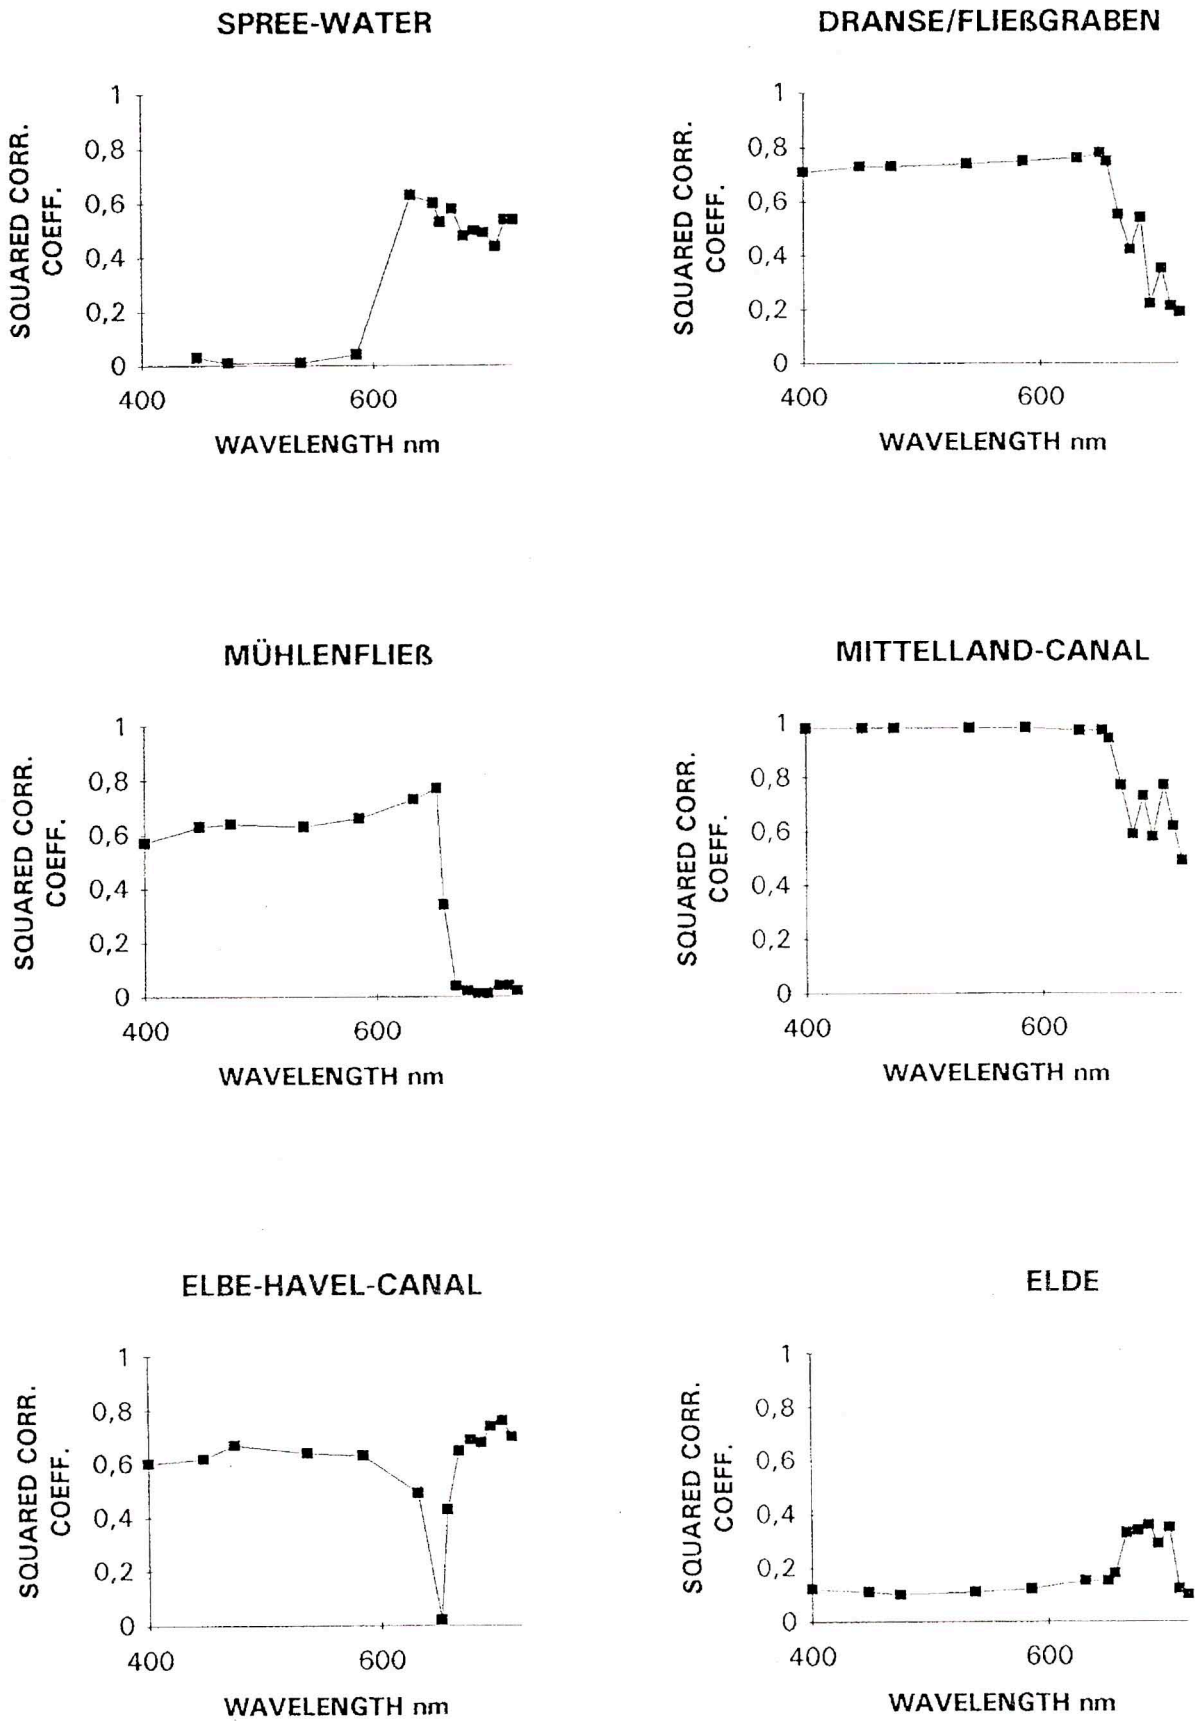 SPREE-WATER
SQUARED CORR.
COEFF.
1
0,8
0,6
0,4
0,2
0
400
600
WAVELENGTH nm
DRANSE/FLIEßGRABEN
SQUARED CORR.
COEFF.
1
0,8
0,6
0,4
0,2
0
400
600
WAVELENGTH nm
MÜHLENFLIEß
SQUARED CORR.
COEFF.
1
0,8
0,6
0,4
0,2
0
400
600
WAVELENGTH nm
MITTELLAND-CANAL
SQUARED CORR.
COEFF.
1
0,8
0,6
0,4
0,2
0
400
600
WAVELENGTH nm
ELBE-HAVEL-CANAL
SQUARED CORR.
COEFF.
1
0,8
0,6
0,4
0,2
0
400
600
WAVELENGTH nm
ELDE
SQUARED CORR.
COEFF.
1
0,8
0,6
0,4
0,2
0
400
600
WAVELENGTH nm